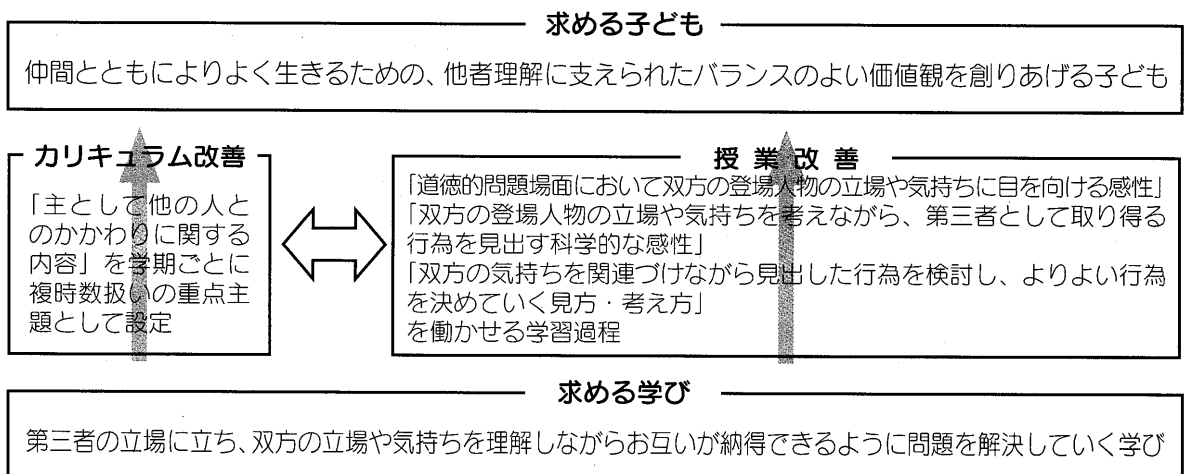 求める子ども
仲間とともによりよく生きるための、他者理解に支えられたバランスのよい価値観を創りあげる子ども
カリキュラム改善
「主として他の人と
のかかわりに関する
内容」を学期ごとに
複時数扱いの重点主
題として設定
授業改善
「道徳的問題場面において双方の登場人物の立場や気持ちに目を向ける感性」
「双方の登場人物の立場や気持ちを考えながら、第三者として取り得る
行為を見出す科学的な感性」
「双方の気持ちを関連づけながら見出した行為を検討し、よりよい行為
を決めていく見方・考え方」
を働かせる学習過程
求める学び
第三者の立場に立ち、双方の立場や気持ちを理解しながらお互いが納得できるように問題を解決していく学び